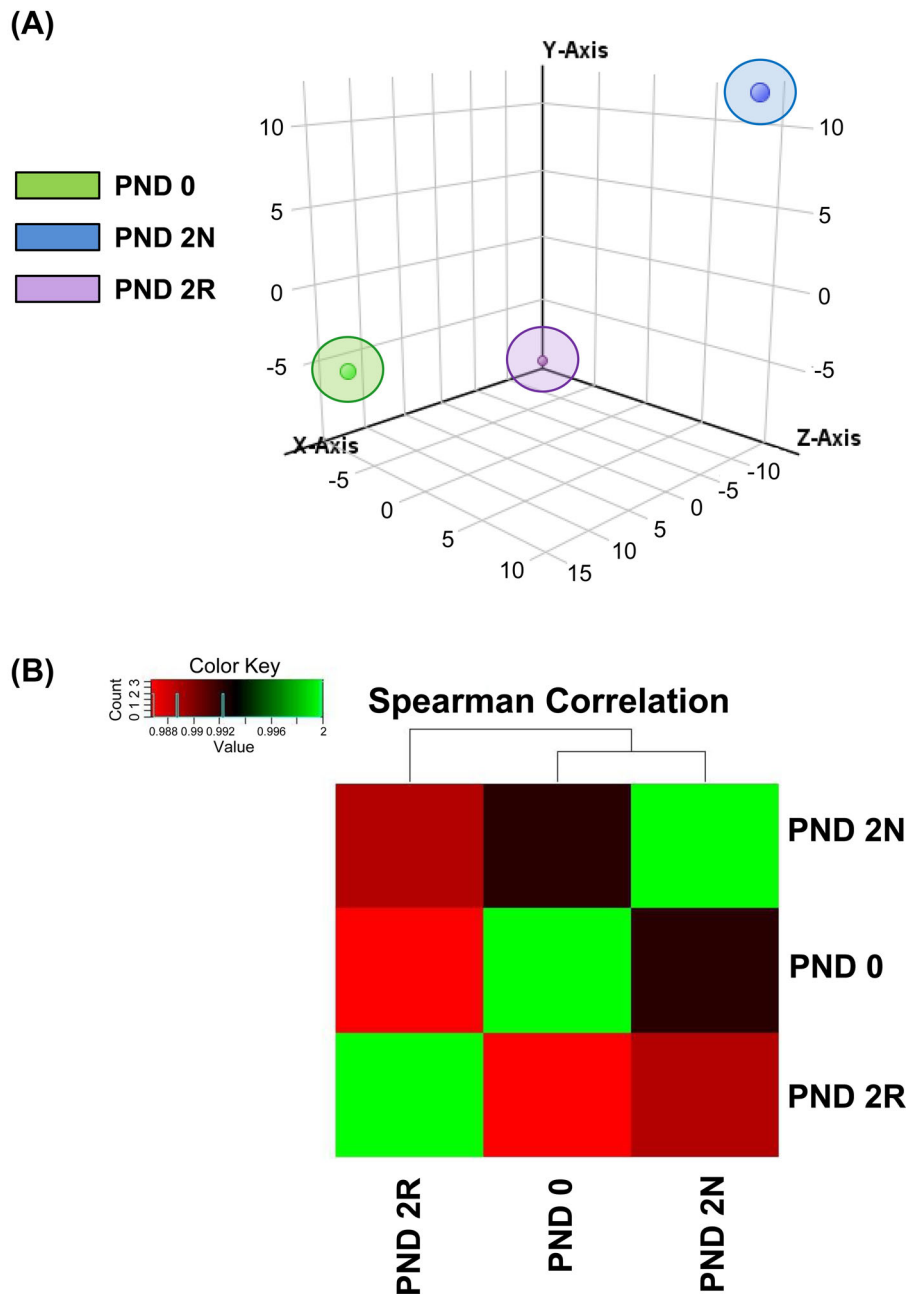 (A)
Y-Axis
10
5
0
-5
10
5
0
-5
PND 0
PND 2N
PND 2R
X-Axis
Z-Axis
-5
0
5
10
-10
-5
0
5
10
15
(B)
Color Key
Count
0 1 2 3
0.988 0.99 0.992 0.996 2
Value
Spearman Correlation
PND 2N
PND 0
PND 2R
PND 2R
PND 0
PND 2N